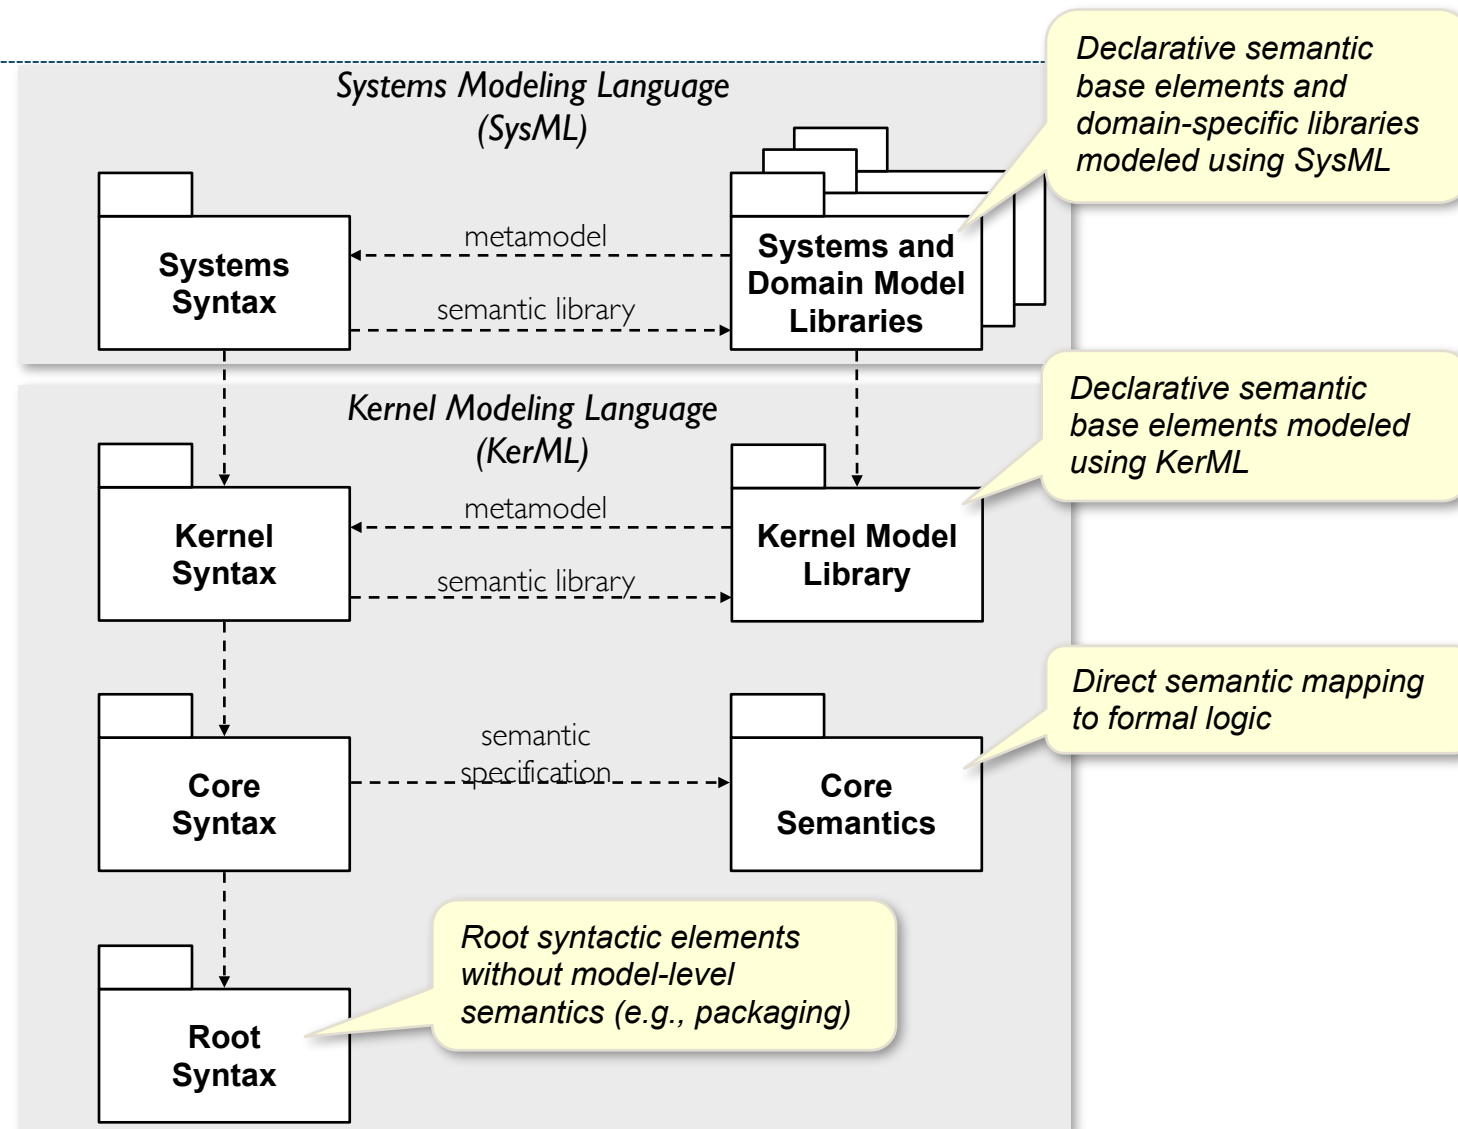 Systems Modeling Language
(SysML)
Declarative semantic
base elements and
domain-specific libraries
modeled using SysML
Systems
Syntax
metamodel
semantic library
Systems and
Domain Model
Libraries
Kernel Modeling Language
(KerML)
Declarative semantic
base elements modeled
using KerML
Kernel
Syntax
metamodel
semantic library
Kernel Model
Library
Core
Syntax
semantic
specification
Core
Semantics
Direct semantic mapping
to formal logic
Root
Syntax
Root syntactic elements
without model-level
semantics (e.g., packaging)